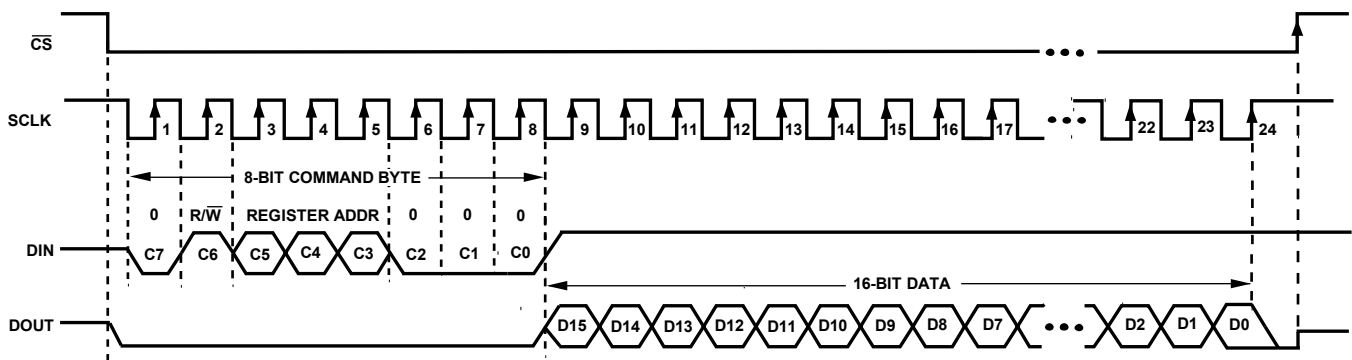 CS
SCLK
1 2 3 4 5 6 7 8 9 10 11 12 13 14 15 16 17 22 23 24
8-BIT COMMAND BYTE
0 R/W REGISTER ADDR 0 0 0
DIN
C7 C6 C5 C4 C3 C2 C1 C0
16-BIT DATA
DOUT
D15 D14 D13 D12 D11 D10 D9 D8 D7 D2 D1 D0